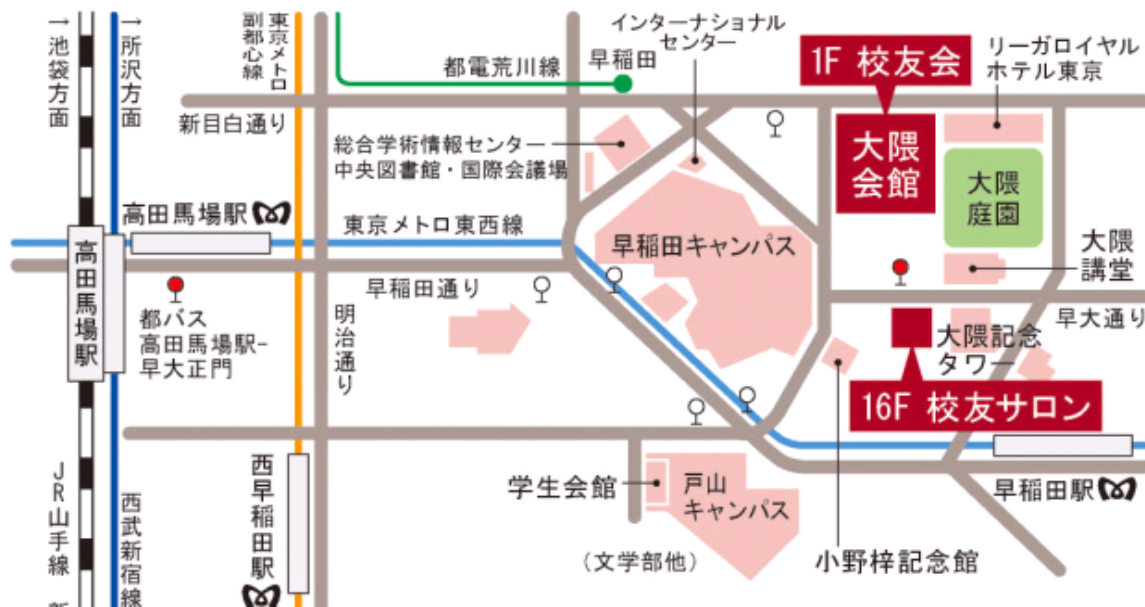 →池袋方面
→所沢方面
東京メトロ
副都心線
都電荒川線
早稲田
インターナショナル
センター
1F 校友会
リーガロイヤル
ホテル東京
新目白通り
総合学術情報センター
中央図書館・国際会議場
大隈
会館
大隈
庭園
高田馬場駅
東京メトロ東西線
早稲田キャンパス
大隈
講堂
高田馬場駅
早稲田通り
早大通り
都バス
高田馬場駅-
早大正門
明治通り
大隈記念
タワー
16F 校友サロン
JR山手線
西武新宿線
西早稲田駅
学生会館
戸山
キャンパス
早稲田駅
(文学部他)
小野梓記念館